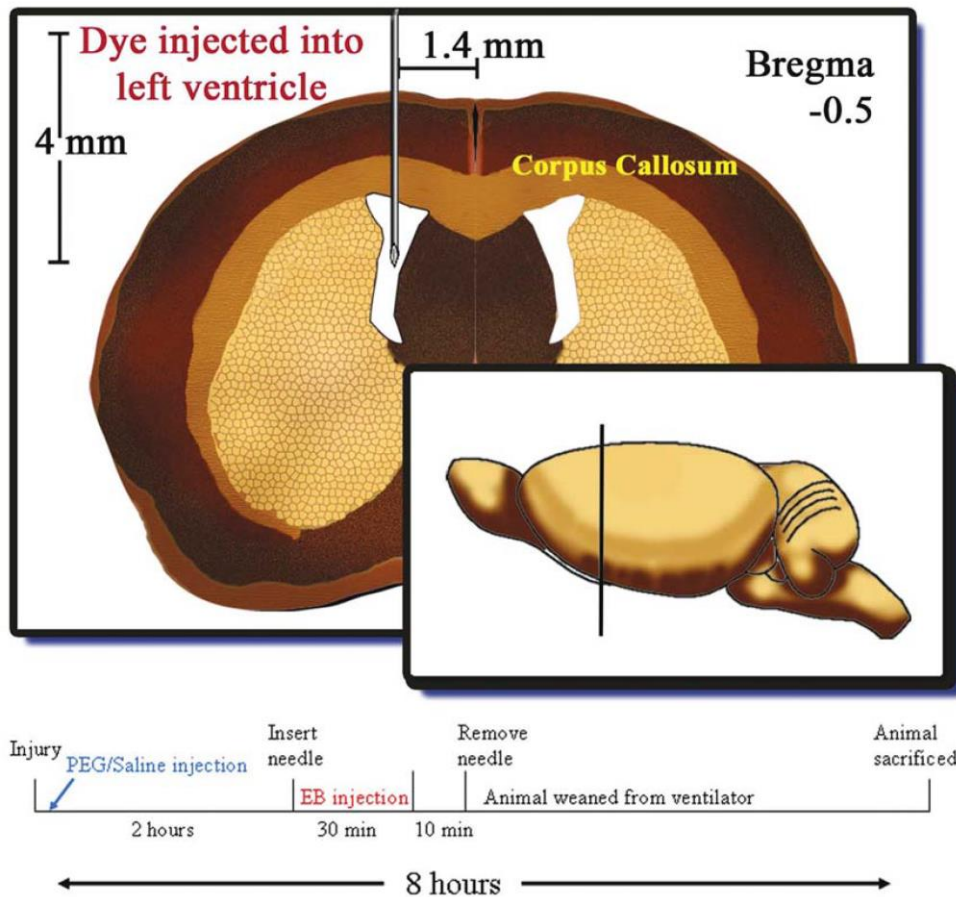 Dye injected into
left ventricle
1.4 mm
Bregma
-0.5
4 mm
Corpus Callosum
Injury
PEG/Saline injection
Insert
needle
EB injection
Remove
needle
Animal weaned from ventilator
Animal
sacrificed
2 hours
30 min
10 min
8 hours